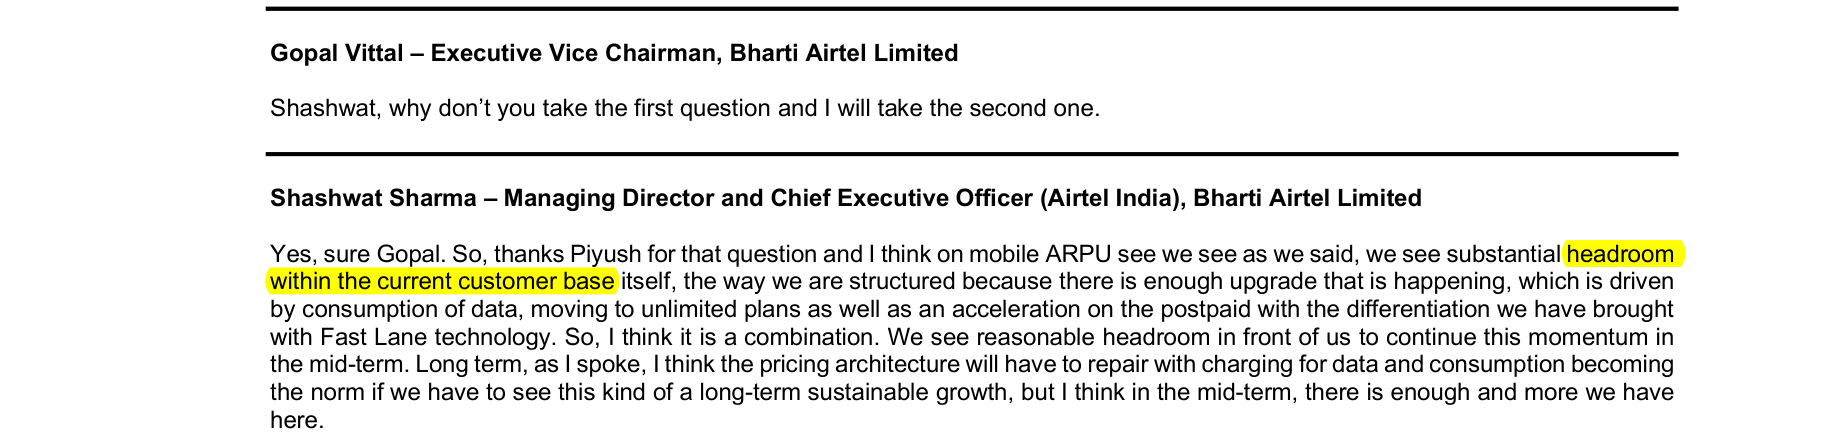 Gopal Vittal – Executive Vice Chairman, Bharti Airtel Limited
Shashwat, why don’t you take the first question and I will take the second one.
Shashwat Sharma – Managing Director and Chief Executive Officer (Airtel India), Bharti Airtel Limited
Yes, sure Gopal. So, thanks Piyush for that question and I think on mobile ARPU see we see as we said, we see substantial headroom
within the current customer base itself, the way we are structured because there is enough upgrade that is happening, which is driven
by consumption of data, moving to unlimited plans as well as an acceleration on the postpaid with the differentiation we have brought
with Fast Lane technology. So, I think it is a combination. We see reasonable headroom in front of us to continue this momentum in
the mid-term. Long term, as I spoke, I think the pricing architecture will have to repair with charging for data and consumption becoming
the norm if we have to see this kind of a long-term sustainable growth, but I think in the mid-term, there is enough and more we have
here.